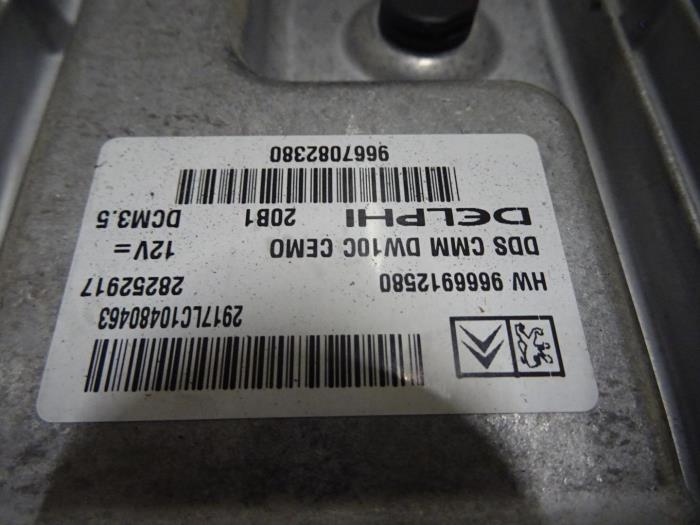 2917LC10480463
HW 9666912580 28252917
DDS CMM DW10C CEMO 12V =
DELPHI 20B1 DCM3.5
9667082380